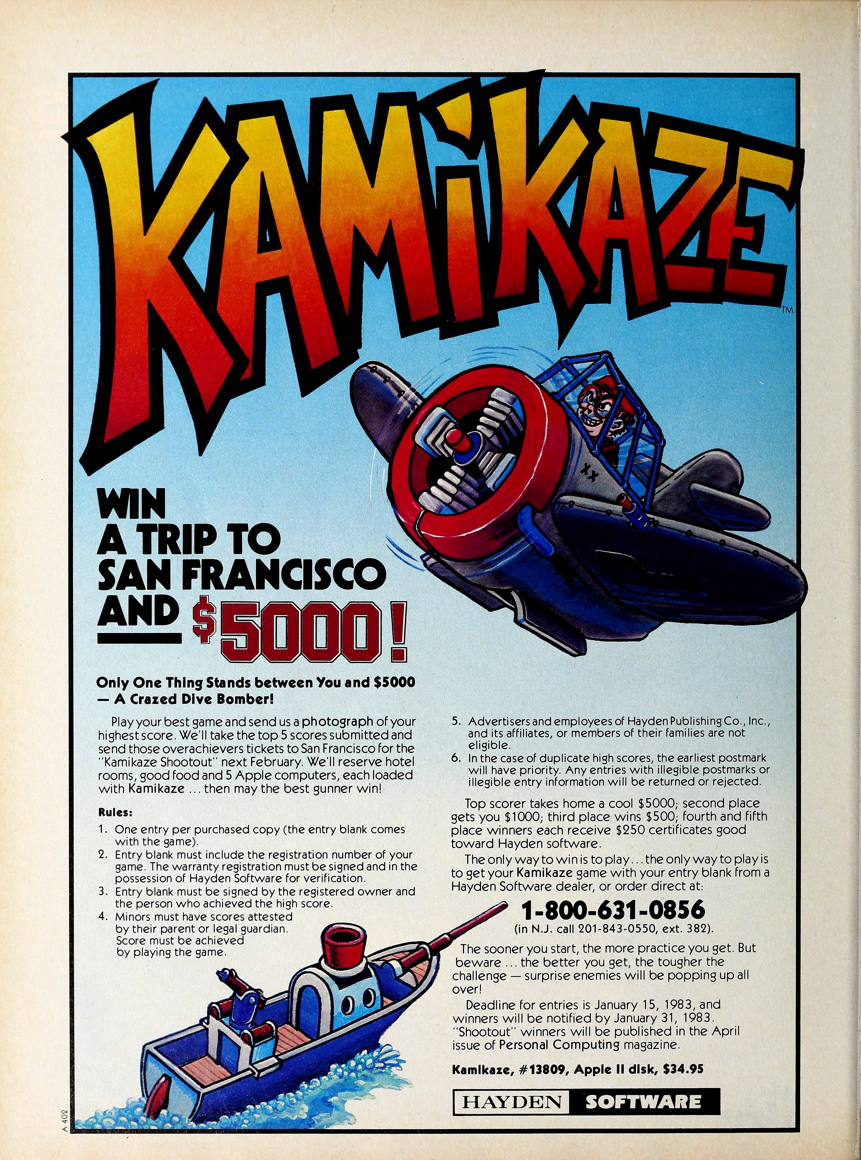 KAMiKAZE
TM
WIN
A TRIP TO
SAN FRANCISCO
AND $5000!
Only One Thing Stands between You and $5000
— A Crazed Dive Bomber!
Play your best game and send us a photograph of your
highest score. We'll take the top 5 scores submitted and
send those overachievers tickets to San Francisco for the
"Kamikaze Shootout" next February. We'll reserve hotel
rooms, good food and 5 Apple computers, each loaded
with Kamikaze ... then may the best gunner win!
Rules:
1. One entry per purchased copy (the entry blank comes
with the game).
2. Entry blank must include the registration number of your
game. The warranty registration must be signed and in the
possession of Hayden Software for verification.
3. Entry blank must be signed by the registered owner and
the person who achieved the high score.
4. Minors must have scores attested
by their parent or legal guardian.
Score must be achieved
by playing the game.
5. Advertisers and employees of Hayden Publishing Co., Inc.,
and its affiliates, or members of their families are not
eligible.
6. In the case of duplicate high scores, the earliest postmark
will have priority. Any entries with illegible postmarks or
illegible entry information will be returned or rejected.
Top scorer takes home a cool $5000; second place
gets you $1000; third place wins $500; fourth and fifth
place winners each receive $250 certificates good
toward Hayden software.
The only way to win is to play...the only way to play is
to get your Kamikaze game with your entry blank from a
Hayden Software dealer, or order direct at:
1-800-631-0856
(in N.J. call 201-843-0550, ext. 382).
The sooner you start, the more practice you get. But
beware ... the better you get, the tougher the
challenge — surprise enemies will be popping up all
over!
Deadline for entries is January 15, 1983, and
winners will be notified by January 31, 1983.
"Shootout" winners will be published in the April
issue of Personal Computing magazine.
Kamikaze, #13809, Apple II disk, $34.95
HAYDEN SOFTWARE
A 402
XX